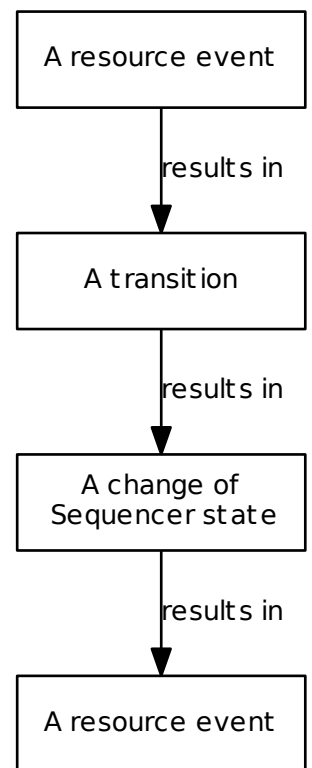 A resource event
results in
A transition
results in
A change of
Sequencer state
results in
A resource event